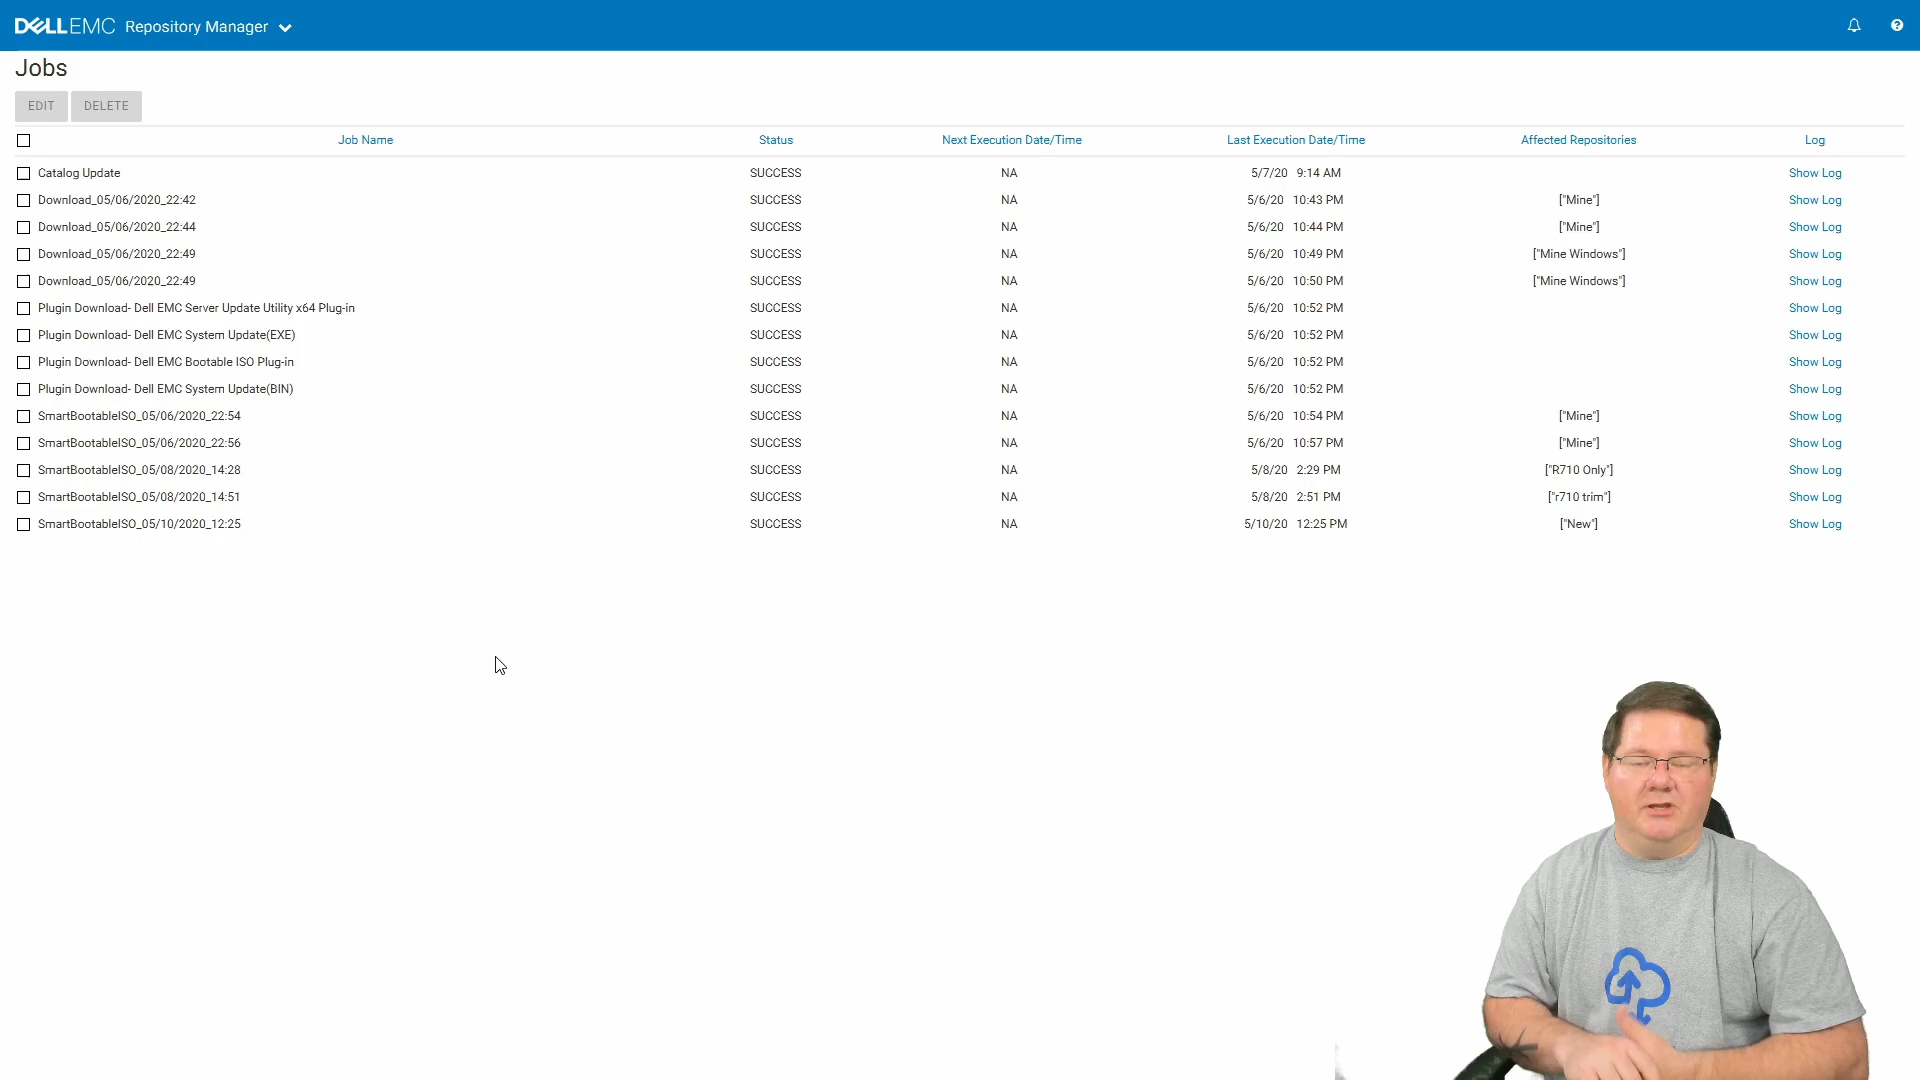 DELLEMC Repository Manager
Jobs
EDIT DELETE
Job Name Status Next Execution Date/Time Last Execution Date/Time Affected Repositories Log
Catalog Update SUCCESS NA 5/7/20 9:14 AM Show Log
Download_05/06/2020_22:42 SUCCESS NA 5/6/20 10:43 PM ["Mine"] Show Log
Download_05/06/2020_22:44 SUCCESS NA 5/6/20 10:44 PM ["Mine"] Show Log
Download_05/06/2020_22:49 SUCCESS NA 5/6/20 10:49 PM ["Mine Windows"] Show Log
Download_05/06/2020_22:49 SUCCESS NA 5/6/20 10:50 PM ["Mine Windows"] Show Log
Plugin Download- Dell EMC Server Update Utility x64 Plug-in SUCCESS NA 5/6/20 10:52 PM Show Log
Plugin Download- Dell EMC System Update(EXE) SUCCESS NA 5/6/20 10:52 PM Show Log
Plugin Download- Dell EMC Bootable ISO Plug-in SUCCESS NA 5/6/20 10:52 PM Show Log
Plugin Download- Dell EMC System Update(BIN) SUCCESS NA 5/6/20 10:52 PM Show Log
SmartBootableISO_05/06/2020_22:54 SUCCESS NA 5/6/20 10:54 PM ["Mine"] Show Log
SmartBootableISO_05/06/2020_22:56 SUCCESS NA 5/6/20 10:57 PM ["Mine"] Show Log
SmartBootableISO_05/08/2020_14:28 SUCCESS NA 5/8/20 2:29 PM ["R710 Only"] Show Log
SmartBootableISO_05/08/2020_14:51 SUCCESS NA 5/8/20 2:51 PM ["r710 trim"] Show Log
SmartBootableISO_05/10/2020_12:25 SUCCESS NA 5/10/20 12:25 PM ["New"] Show Log